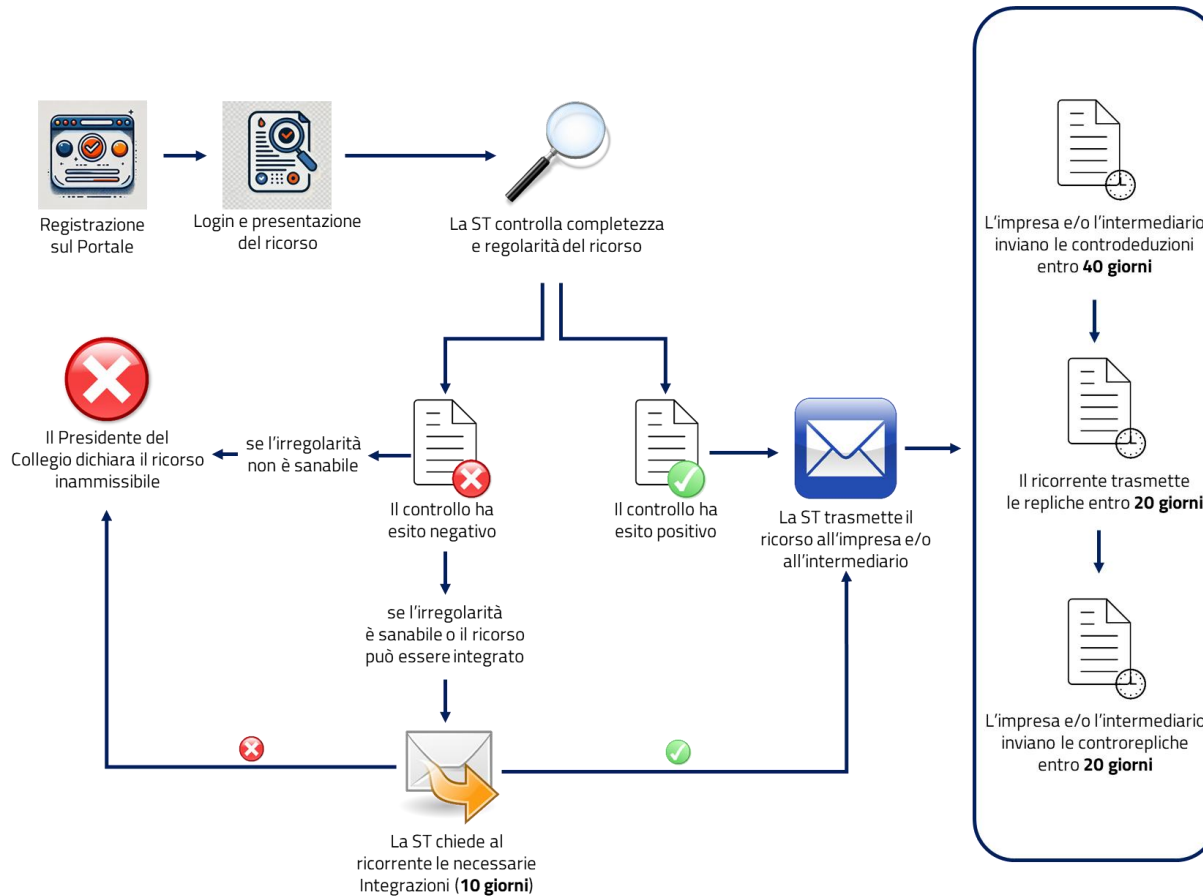 Registrazione
sul Portale
Login e presentazione
del ricorso
La ST controlla completezza
e regolarità del ricorso
Il Presidente del
Collegio dichiara il ricorso
inammissibile
se l'irregolarità
non è sanabile
Il controllo ha
esito negativo
Il controllo ha
esito positivo
La ST trasmette il
ricorso all'impresa e/o
all'intermediario
se l'irregolarità
è sanabile o il ricorso
può essere integrato
La ST chiede al
ricorrente le necessarie
Integrazioni (10 giorni)
L'impresa e/o l'intermediario
inviano le controdeduzioni
entro 40 giorni
Il ricorrente trasmette
le repliche entro 20 giorni
L'impresa e/o l'intermediario
inviano le controrepliche
entro 20 giorni